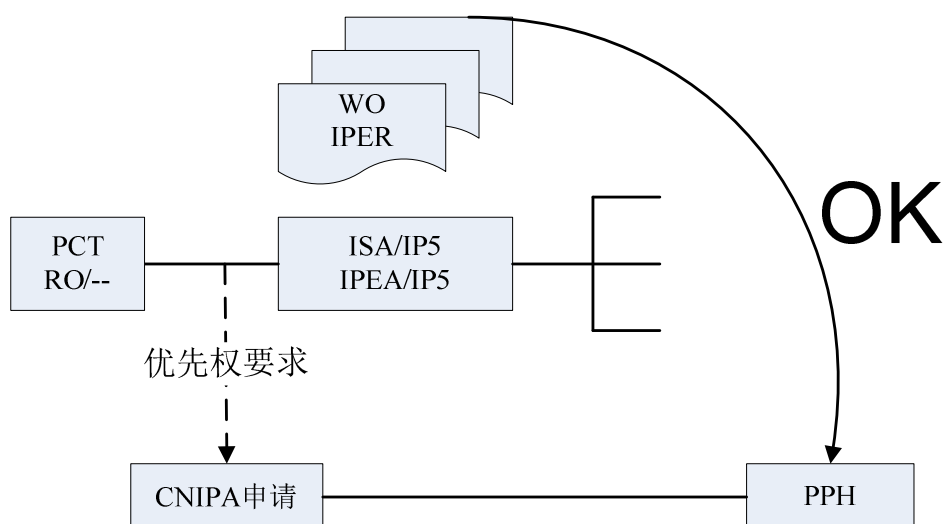 WO
IPER
OK
PCT
RO/--
ISA/IP5
IPEA/IP5
优先权要求
CNIPA申请
PPH